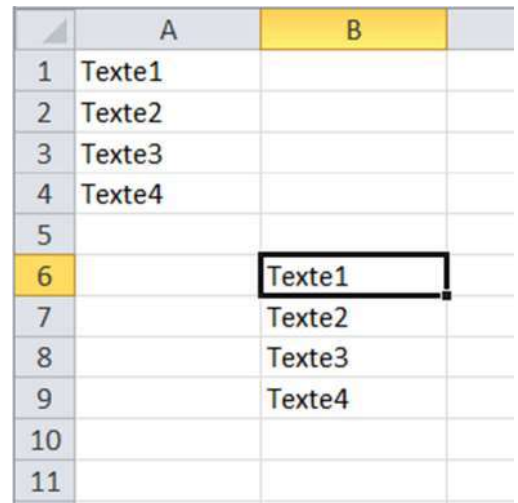 A B
1 Texte1
2 Texte2
3 Texte3
4 Texte4
5
6 Texte1
7 Texte2
8 Texte3
9 Texte4
10
11